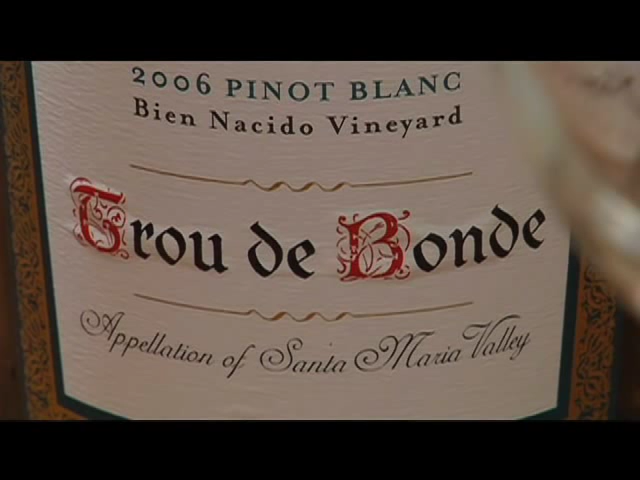 2006 PINOT BLANC
Bien Nacido Vineyard
Trou de Bonde
Appellation of Santa Maria Valley